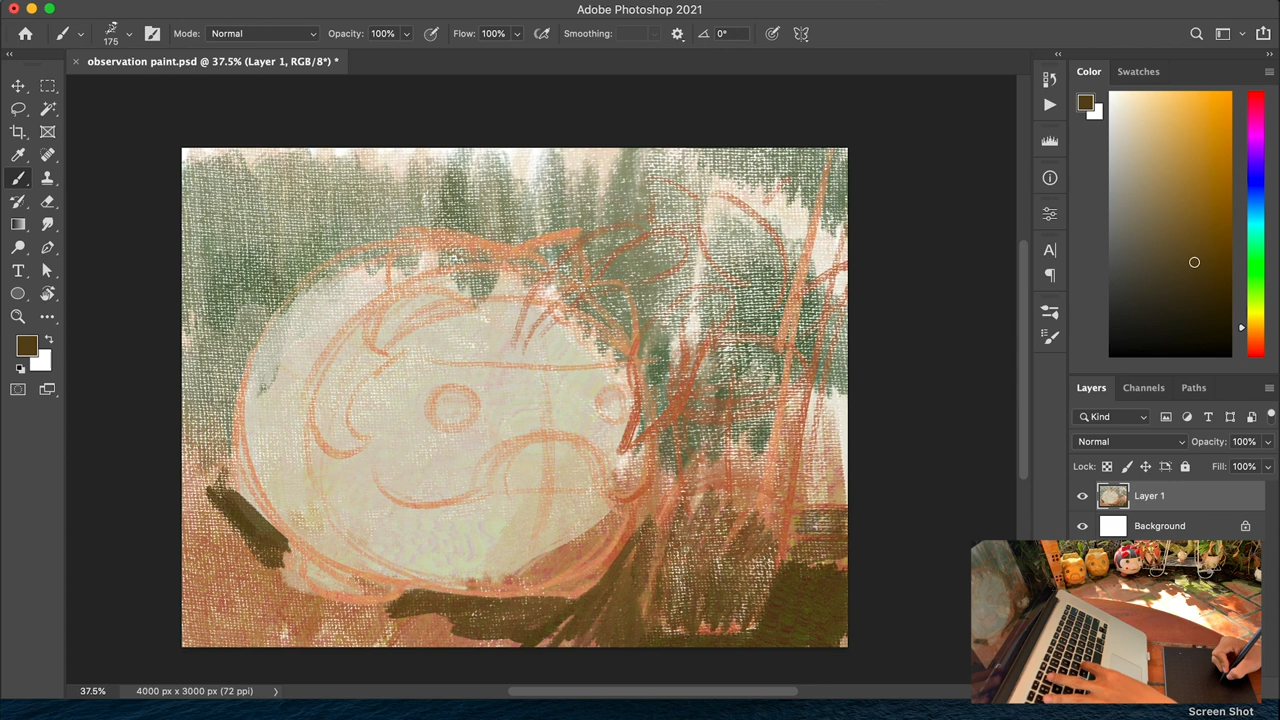 Adobe Photoshop 2021
175
Mode: Normal
Opacity: 100%
Flow: 100%
Smoothing:
0°
observation paint.psd @ 37.5% (Layer 1, RGB/8*) *
Color
Swatches
Layers
Channels
Paths
Kind
Normal
Opacity: 100%
Lock:
Fill: 100%
Layer 1
Background
37.5%
4000 px x 3000 px (72 ppi)
Screen Shot